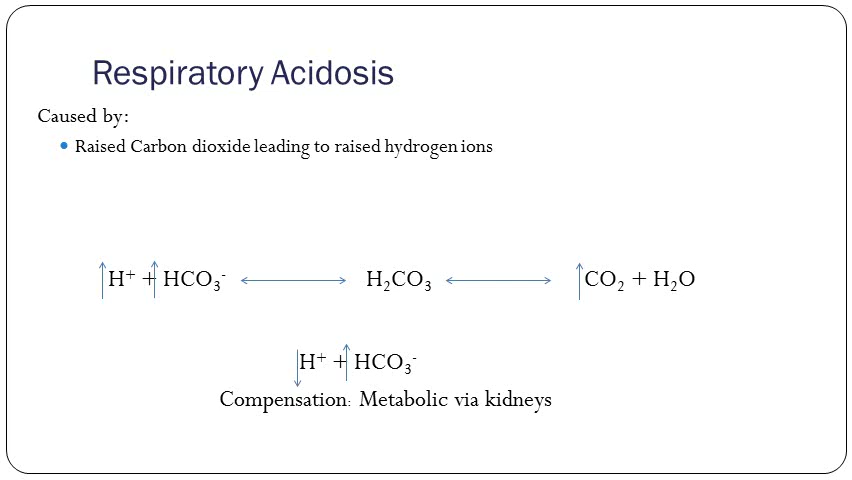 Respiratory Acidosis
Caused by:
• Raised Carbon dioxide leading to raised hydrogen ions
↑H⁺ + ↑HCO₃⁻ ⟷ H₂CO₃ ⟷ ↑CO₂ + H₂O
↓H⁺ + ↑HCO₃⁻
Compensation: Metabolic via kidneys